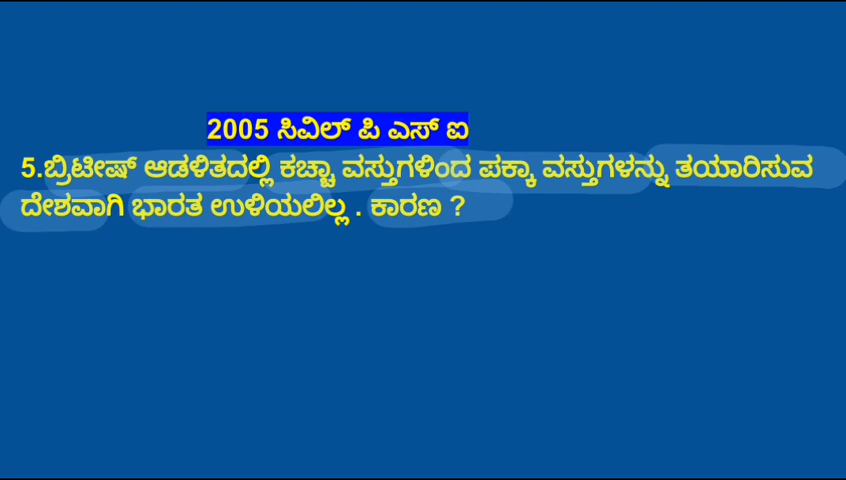 2005 ಸಿವಿಲ್ ಪಿ ಎಸ್ ಐ
5.ಬ್ರಿಟೀಷ್ ಆಡಳಿತದಲ್ಲಿ ಕಚ್ಚಾ ವಸ್ತುಗಳಿಂದ ಪಕ್ಕಾ ವಸ್ತುಗಳನ್ನು ತಯಾರಿಸುವ
ದೇಶವಾಗಿ ಭಾರತ ಉಳಿಯಲಿಲ್ಲ . ಕಾರಣ ?